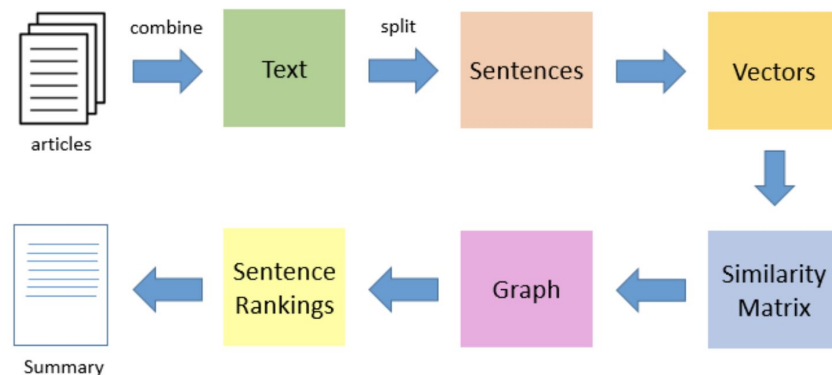 combine
split
Text
Sentences
Vectors
articles
Similarity
Matrix
Graph
Sentence
Rankings
Summary